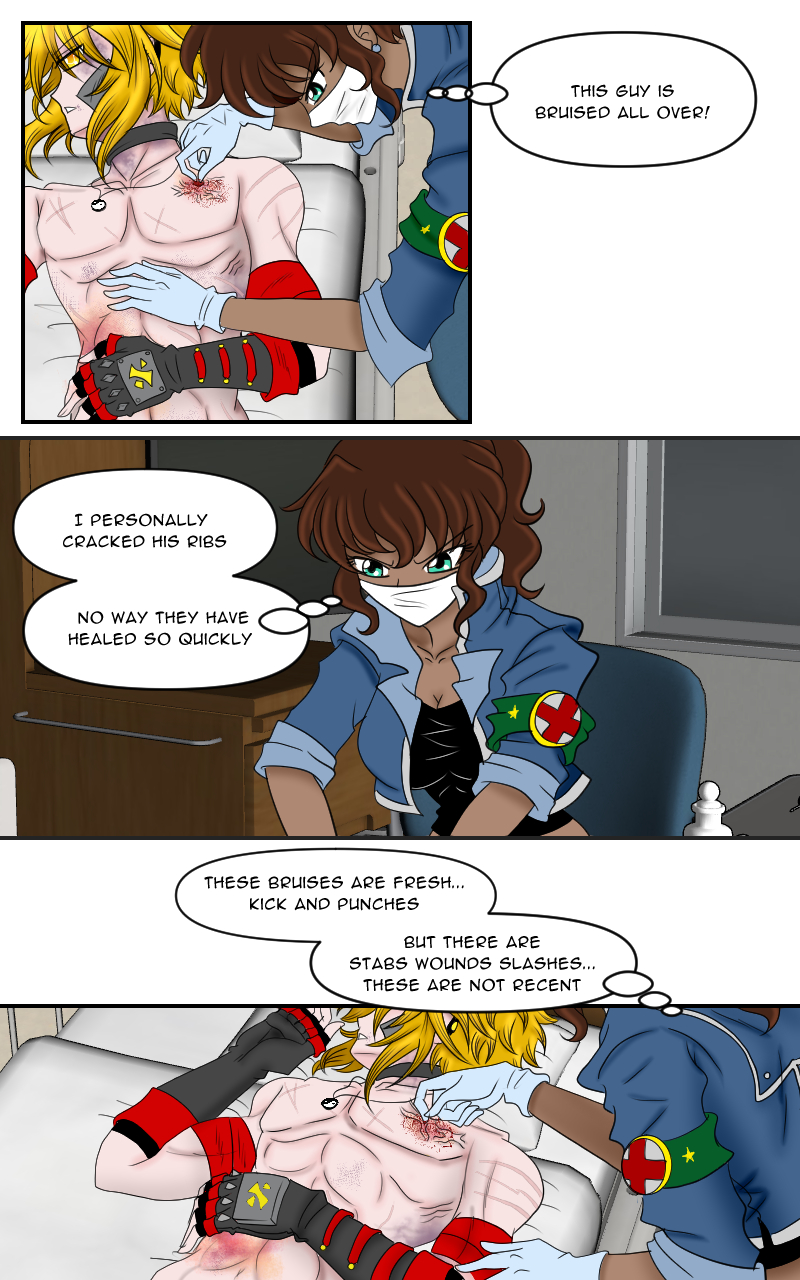 THIS GUY IS
BRUISED ALL OVER!
I PERSONALLY
CRACKED HIS RIBS
NO WAY THEY HAVE
HEALED SO QUICKLY
THESE BRUISES ARE FRESH...
KICK AND PUNCHES
BUT THERE ARE
STABS WOUNDS SLASHES...
THESE ARE NOT RECENT